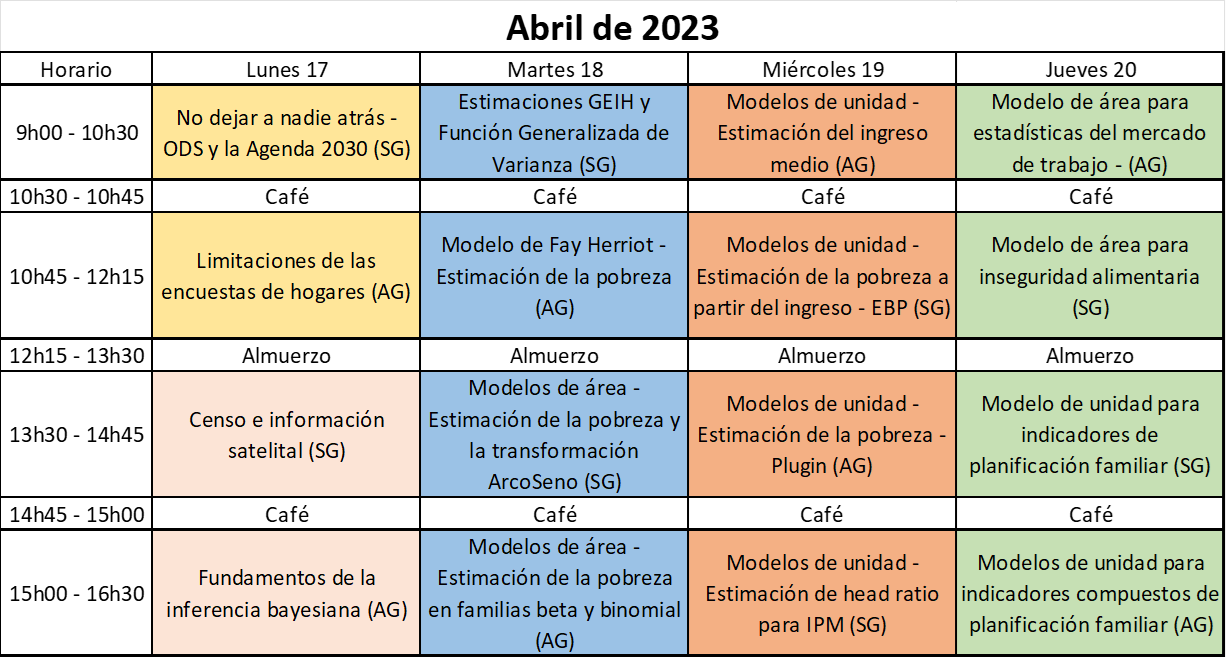 Abril de 2023
Horario
Lunes 17
Martes 18
Miércoles 19
Jueves 20
9h00 - 10h30
No dejar a nadie atrás -
ODS y la Agenda 2030 (SG)
Estimaciones GEIH y
Función Generalizada de
Varianza (SG)
Modelos de unidad -
Estimación del ingreso
medio (AG)
Modelo de área para
estadísticas del mercado
de trabajo - (AG)
10h30 - 10h45
Café
Café
Café
Café
10h45 - 12h15
Limitaciones de las
encuestas de hogares (AG)
Modelo de Fay Herriot -
Estimación de la pobreza
(AG)
Modelos de unidad -
Estimación de la pobreza a
partir del ingreso - EBP (SG)
Modelo de área para
inseguridad alimentaria
(SG)
12h15 - 13h30
Almuerzo
Almuerzo
Almuerzo
Almuerzo
13h30 - 14h45
Censo e información
satelital (SG)
Modelos de área -
Estimación de la pobreza y
la transformación
ArcoSeno (SG)
Modelos de unidad -
Estimación de la pobreza -
Plugin (AG)
Modelo de unidad para
indicadores de
planificación familiar (SG)
14h45 - 15h00
Café
Café
Café
Café
15h00 - 16h30
Fundamentos de la
inferencia bayesiana (AG)
Modelos de área -
Estimación de la pobreza
en familias beta y binomial
(AG)
Modelos de unidad -
Estimación de head ratio
para IPM (SG)
Modelos de unidad para
indicadores compuestos de
planificación familiar (AG)